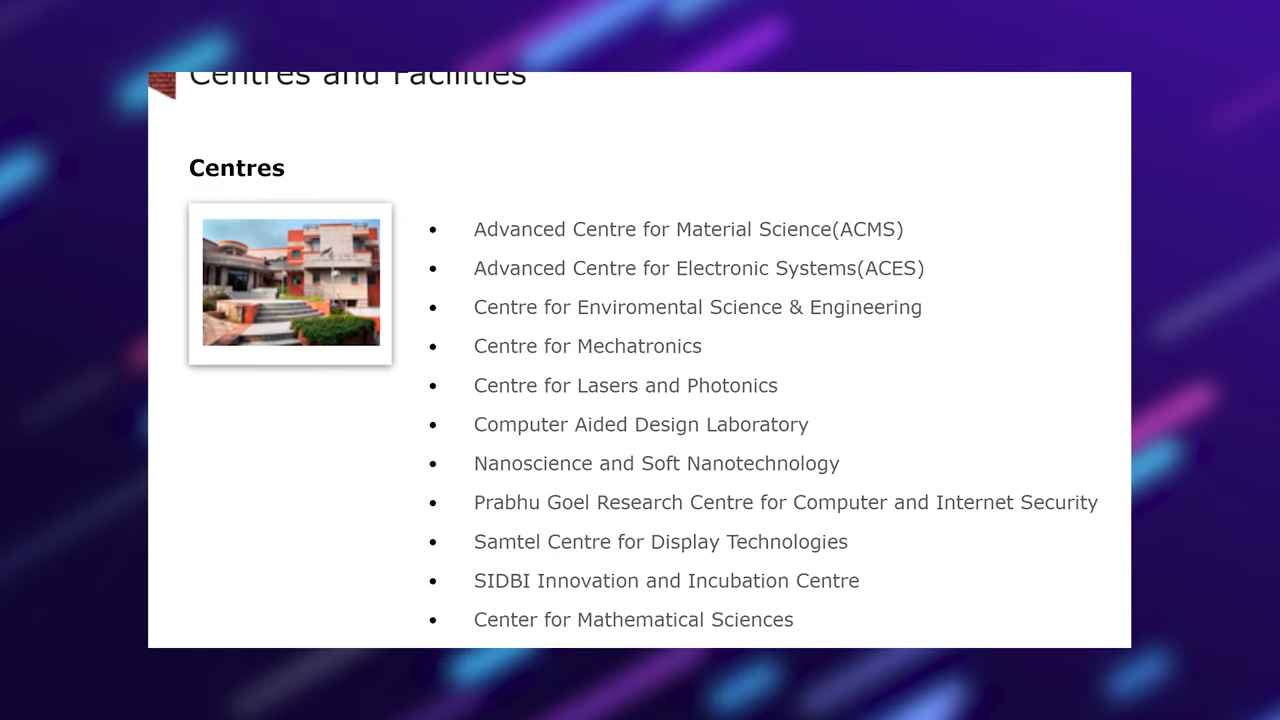 Centres and Facilities
Centres
• Advanced Centre for Material Science(ACMS)
• Advanced Centre for Electronic Systems(ACES)
• Centre for Enviromental Science & Engineering
• Centre for Mechatronics
• Centre for Lasers and Photonics
• Computer Aided Design Laboratory
• Nanoscience and Soft Nanotechnology
• Prabhu Goel Research Centre for Computer and Internet Security
• Samtel Centre for Display Technologies
• SIDBI Innovation and Incubation Centre
• Center for Mathematical Sciences